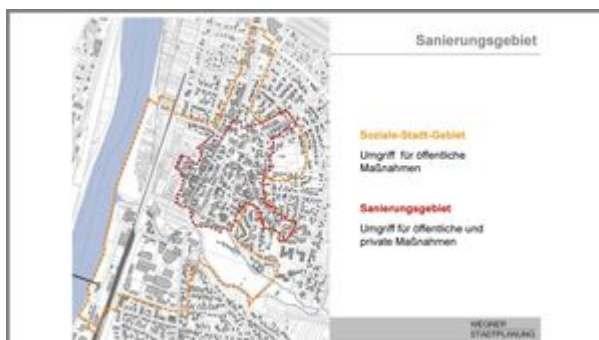 Sanierungsgebiet
Soziale-Stadt-Gebiet
Umgriff für öffentliche
Maßnahmen
Sanierungsgebiet
Umgriff für öffentliche und
private Maßnahmen
WEGNER
STADTPLANUNG